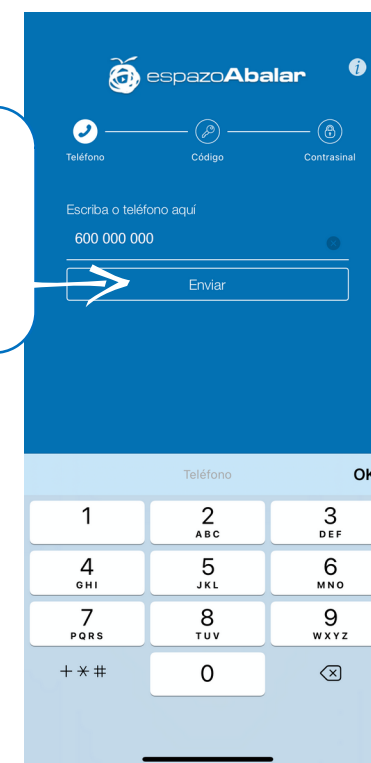 espazoAbalar
i
Teléfono Código Contrasinal
Escriba o teléfono aquí
600 000 000
Enviar
Teléfono OK
1 2 3
ABC DEF
4 5 6
GHI JKL MNO
7 8 9
PQRS TUV WXYZ
+*# 0